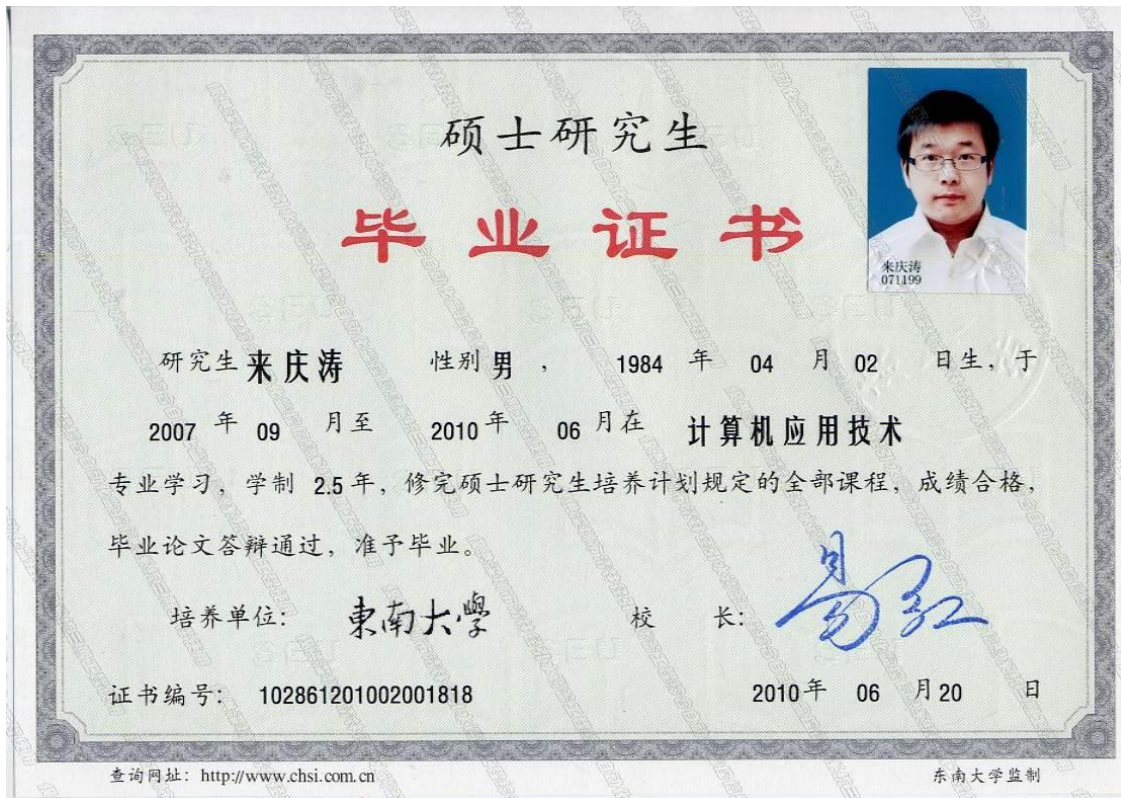 硕士研究生
毕业证书
来庆涛
071199
研究生 来庆涛 性别 男 , 1984 年 04 月 02 日生, 于
2007 年 09 月至 2010 年 06 月在 计算机应用技术
专业学习, 学制 2.5 年, 修完硕士研究生培养计划规定的全部课程, 成绩合格,
毕业论文答辩通过, 准予毕业。
培养单位: 東南大學 校 长: 易红
证书编号: 102861201002001818 2010 年 06 月 20 日
查询网址: http://www.chsi.com.cn 东南大学监制